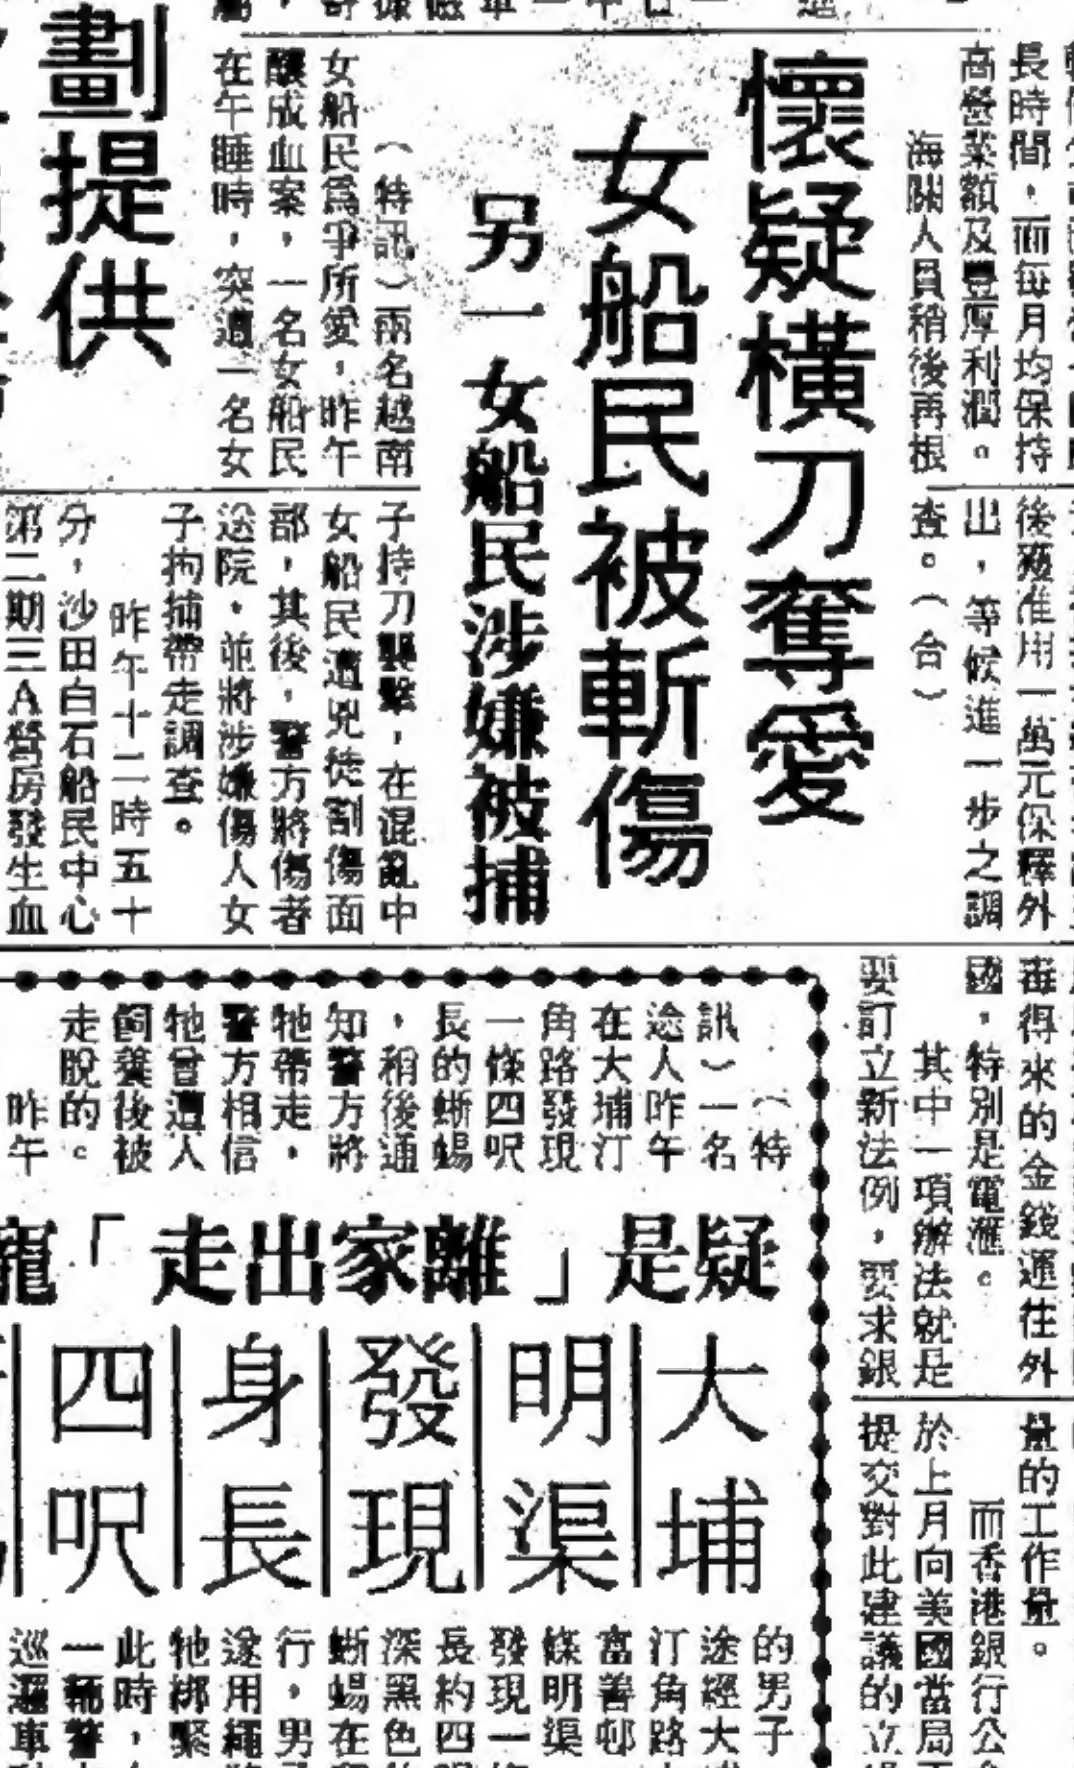 高營業額及豐厚利潤。
長時間，而每月均保持
海關人員稍後再根
後獲准用一萬元保釋外
出，等候進一步之調
查。（合）
懷疑橫刀奪愛
女船民被斬傷
另一女船民涉嫌被捕
（特訊）兩名越南
女船民為爭所愛，昨午
釀成血案，一名女船民
在午睡時，突遭一名女
子持刀襲擊，在混亂中
女船民遭兇徒割傷面
部，其後，警方將傷者
送院，並將涉嫌傷人女
子拘捕帶走調查。
昨午十二時五十
分，沙田白石船民中心
第二期三A營房發生血
劃提供
毒得來的金錢運往外
國，特別是電滙。
其中一項辦法就是
要訂立新法例，要求銀
量的工作量。
而香港銀行公
於上月向美國當局
提交對此建議的立
疑是「離家出走」
大埔
明渠
發現
身長
四呎
（特
訊）一名
途人昨午
在大埔汀
角路發現
一條四呎
長的蜥蜴
，稍後通
知警方將
牠帶走，
警方相信
牠曾遭人
飼養後被
走脫的。
昨午
的男子
途經大
汀角路
富善邨
條明渠
發現一
長約四
深黑色
蜥蜴在
行，男
遂用繩
牠綁緊
此時，
一輛警
巡邏車